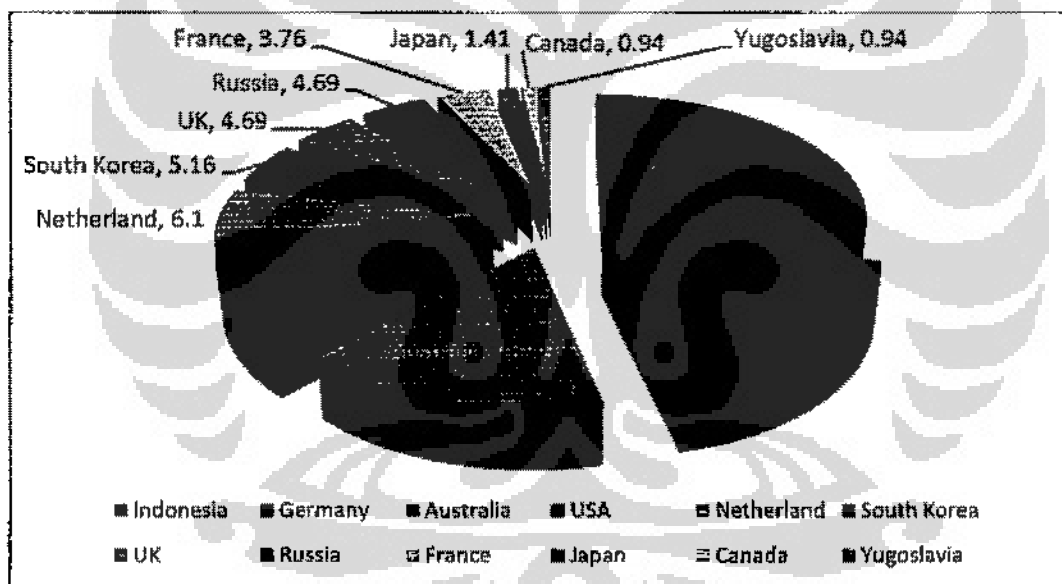 France, 3.76 Japan, 1.41 Canada, 0.94 Yugoslavia, 0.94
Russia, 4.69
UK, 4.69
South Korea, 5.16
Netherland, 6.1
Indonesia Germany Australia USA Netherland South Korea
UK Russia France Japan Canada Yugoslavia